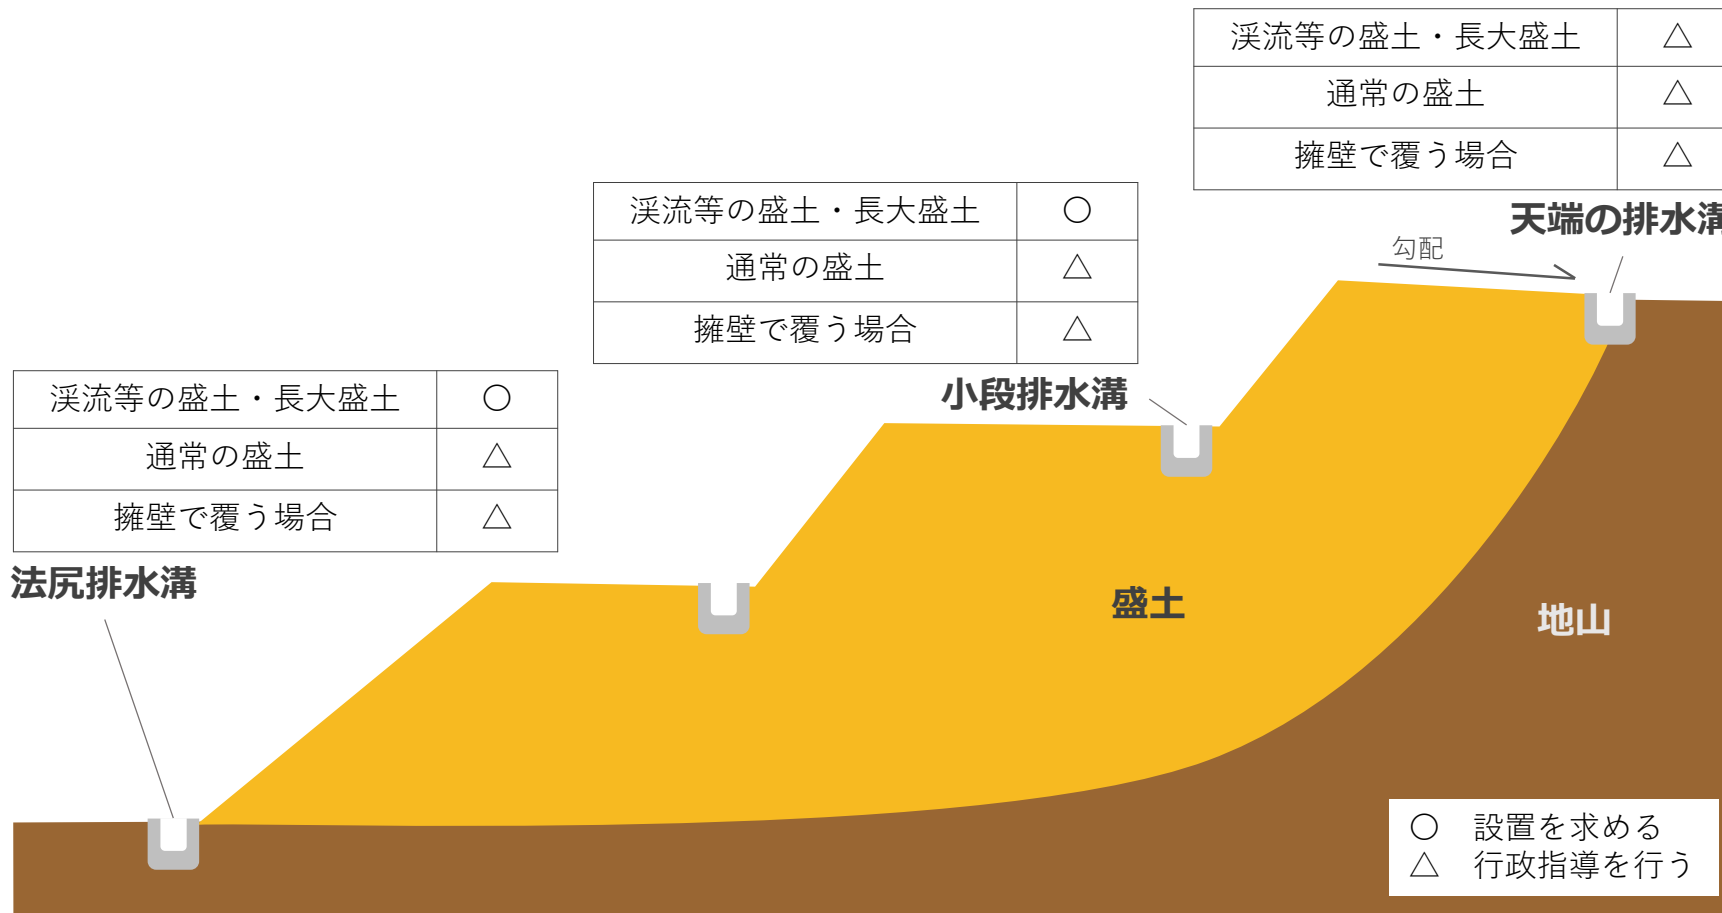 渓流等の盛土・長大盛土 △
通常の盛土 △
擁壁で覆う場合 △
天端の排水溝
勾配
渓流等の盛土・長大盛土 〇
通常の盛土 △
擁壁で覆う場合 △
小段排水溝
渓流等の盛土・長大盛土 〇
通常の盛土 △
擁壁で覆う場合 △
法尻排水溝
盛土
地山
〇 設置を求める
△ 行政指導を行う